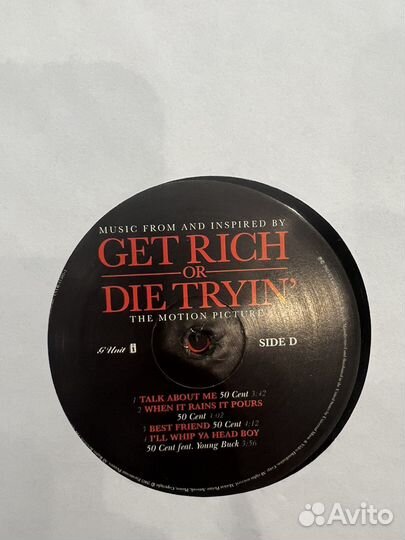 MUSIC FROM AND INSPIRED BY
GET RICH
OR
DIE TRYIN'
THE MOTION PICTURE
G Unit
SIDE D
1 TALK ABOUT ME 50 Cent 3:42
2 WHEN IT RAINS IT POURS
50 Cent 4:02
3 BEST FRIEND 50 Cent 4:12
4 I'LL WHIP YA HEAD BOY
50 Cent feat. Young Buck 3:56
Avito